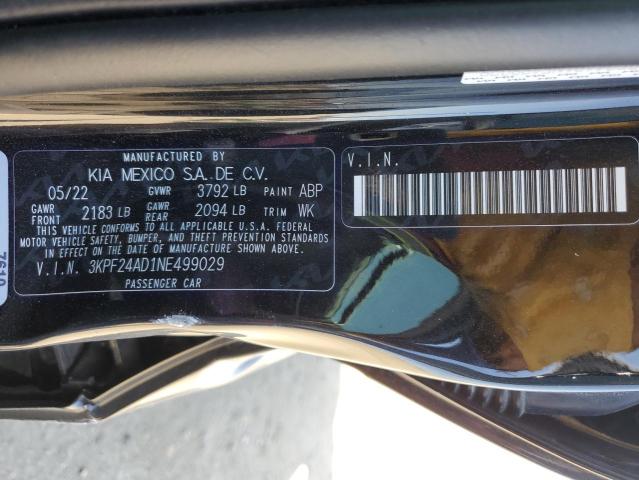 MANUFACTURED BY
KIA MEXICO S.A. DE C.V.
05/22 GVWR 3792 LB PAINT ABP
GAWR FRONT 2183 LB GAWR REAR 2094 LB TRIM WK
THIS VEHICLE CONFORMS TO ALL APPLICABLE U.S.A. FEDERAL
MOTOR VEHICLE SAFETY, BUMPER, AND THEFT PREVENTION STANDARDS
IN EFFECT ON THE DATE OF MANUFACTURE SHOWN ABOVE.
V.I.N. 3KPF24AD1NE499029
PASSENGER CAR
V.I.N.